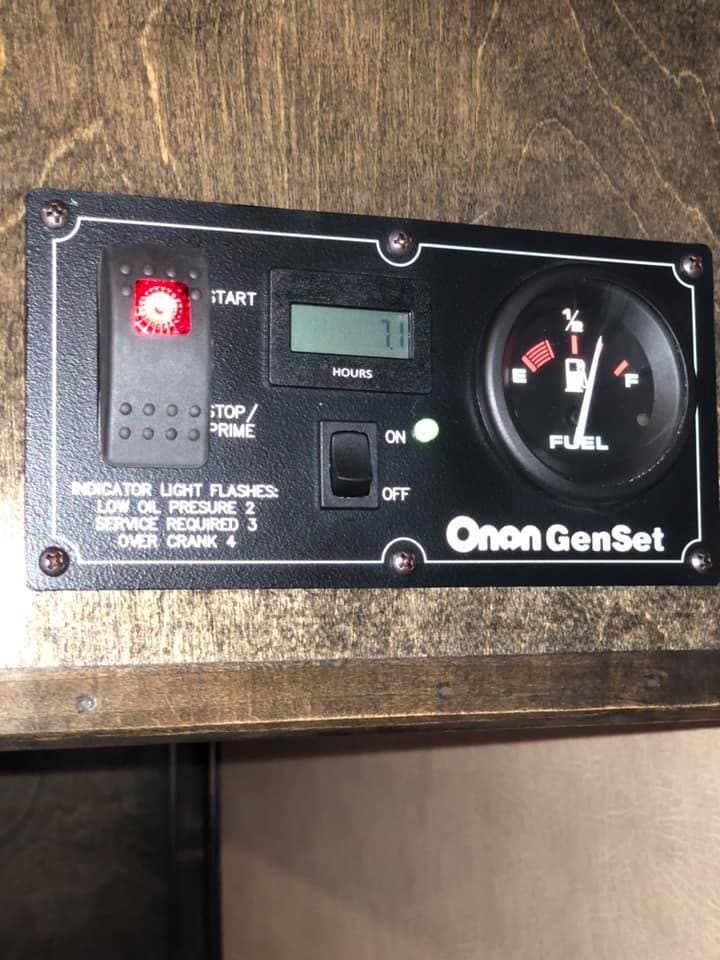 START
7.1
HOURS
STOP/
PRIME
ON
OFF
INDICATOR LIGHT FLASHES:
LOW OIL PRESURE 2
SERVICE REQUIRED 3
OVER CRANK 4
E
1/2
F
FUEL
Onan GenSet